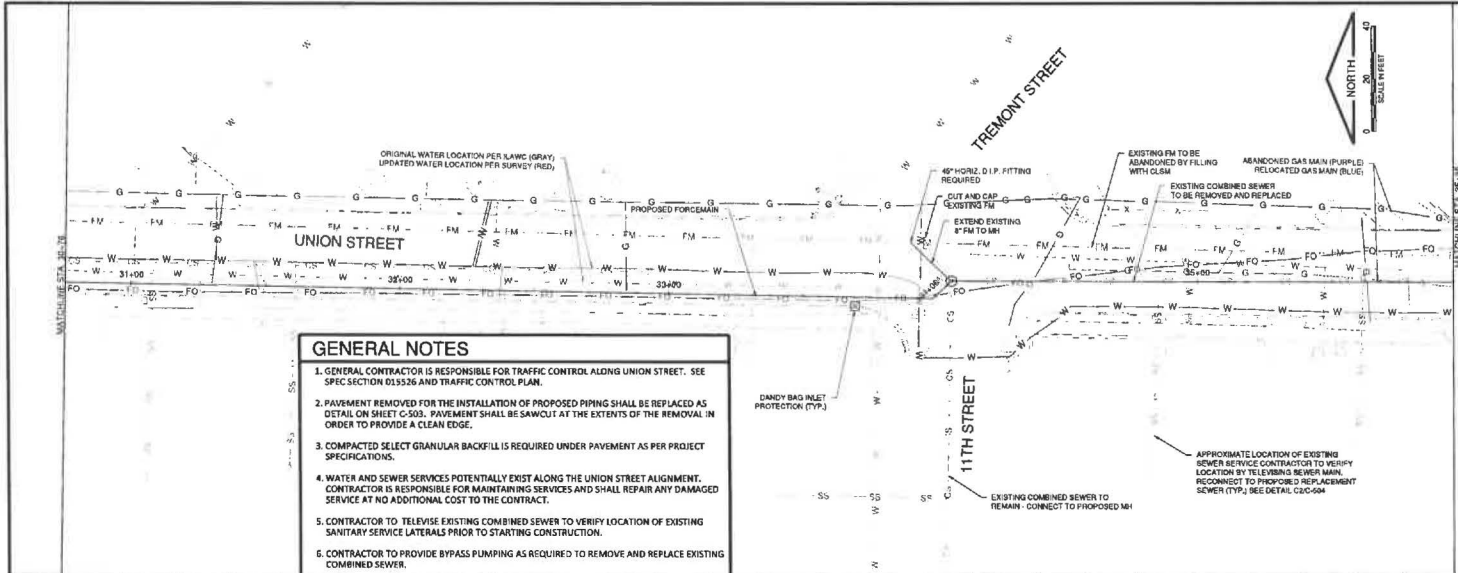 TREMONT STREET
NORTH
0 20 40
SCALE IN FEET
ORIGINAL WATER LOCATION PER ILAWC (GRAY)
UPDATED WATER LOCATION PER SURVEY (RED)
45° HORIZ. D.I.P. FITTING
REQUIRED
CUT AND CAP
EXISTING FM
EXTEND EXISTING
8" FM TO MH
EXISTING FM TO BE
ABANDONED BY FILLING
WITH CLSM
ABANDONED GAS MAIN (PURPLE)
RELOCATED GAS MAIN (BLUE)
EXISTING COMBINED SEWER
TO BE REMOVED AND REPLACED
PROPOSED FORCEMAIN
UNION STREET
31+00
32+00
33+00
35+00
GENERAL NOTES
1. GENERAL CONTRACTOR IS RESPONSIBLE FOR TRAFFIC CONTROL ALONG UNION STREET. SEE
SPEC SECTION 015526 AND TRAFFIC CONTROL PLAN.
2. PAVEMENT REMOVED FOR THE INSTALLATION OF PROPOSED PIPING SHALL BE REPLACED AS
DETAIL ON SHEET C-503. PAVEMENT SHALL BE SAWCUT AT THE EXTENTS OF THE REMOVAL IN
ORDER TO PROVIDE A CLEAN EDGE.
3. COMPACTED SELECT GRANULAR BACKFILL IS REQUIRED UNDER PAVEMENT AS PER PROJECT
SPECIFICATIONS.
4. WATER AND SEWER SERVICES POTENTIALLY EXIST ALONG THE UNION STREET ALIGNMENT.
CONTRACTOR IS RESPONSIBLE FOR MAINTAINING SERVICES AND SHALL REPAIR ANY DAMAGED
SERVICE AT NO ADDITIONAL COST TO THE CONTRACT.
5. CONTRACTOR TO TELEVISE EXISTING COMBINED SEWER TO VERIFY LOCATION OF EXISTING
SANITARY SERVICE LATERALS PRIOR TO STARTING CONSTRUCTION.
6. CONTRACTOR TO PROVIDE BYPASS PUMPING AS REQUIRED TO REMOVE AND REPLACE EXISTING
COMBINED SEWER.
DANDY BAG INLET
PROTECTION (TYP.)
11TH STREET
EXISTING COMBINED SEWER TO
REMAIN - CONNECT TO PROPOSED MH
APPROXIMATE LOCATION OF EXISTING
SEWER SERVICE CONTRACTOR TO VERIFY
LOCATION BY TELEVISING SEWER MAIN.
RECONNECT TO PROPOSED REPLACEMENT
SEWER (TYP.) SEE DETAIL C2/C-504